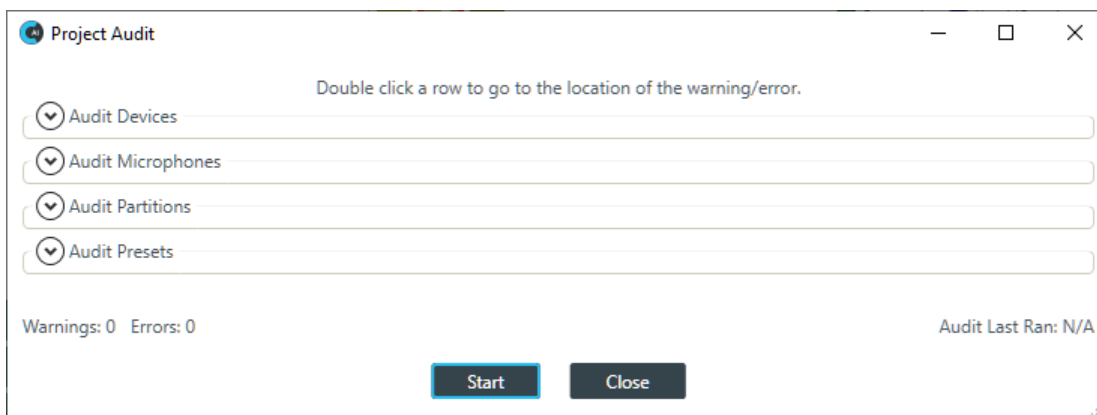 Project Audit
Double click a row to go to the location of the warning/error.
Audit Devices
Audit Microphones
Audit Partitions
Audit Presets
Warnings: 0 Errors: 0 Audit Last Ran: N/A
Start Close